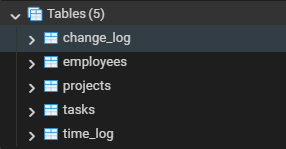 Tables (5)
change_log
employees
projects
tasks
time_log